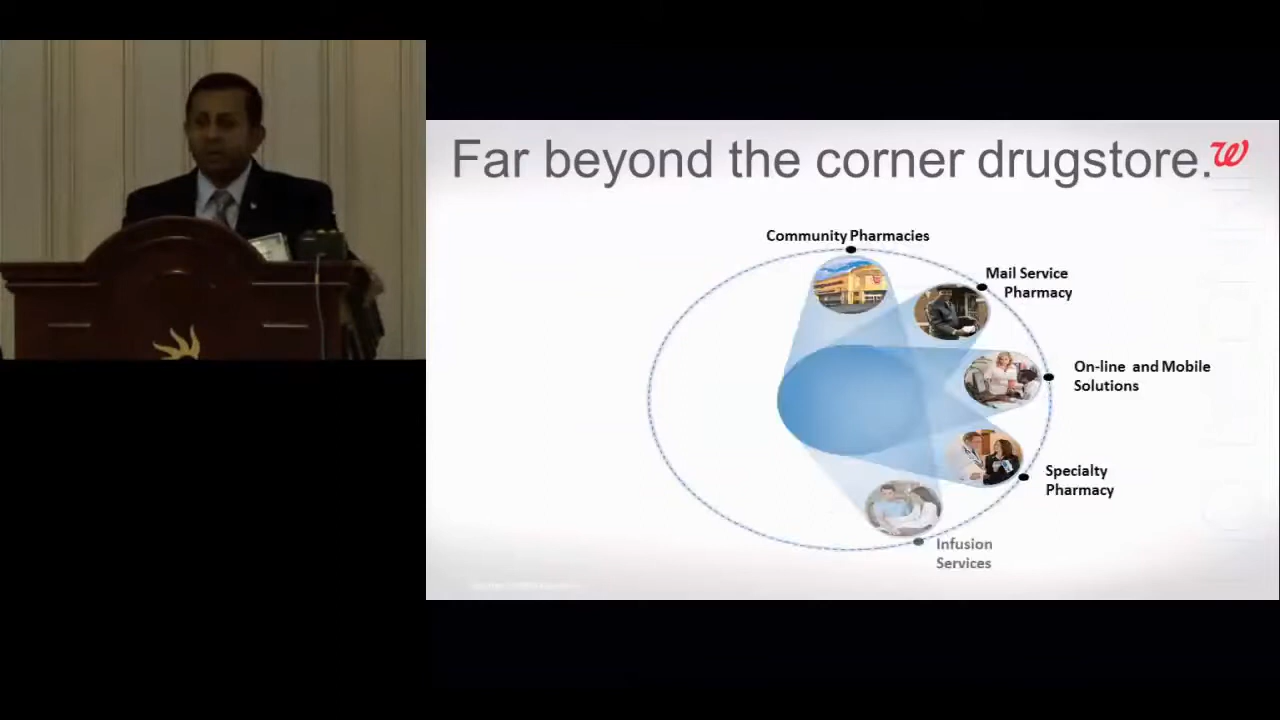 Far beyond the corner drugstore.
W
Community Pharmacies
Mail Service
Pharmacy
On-line and Mobile
Solutions
Specialty
Pharmacy
Infusion
Services